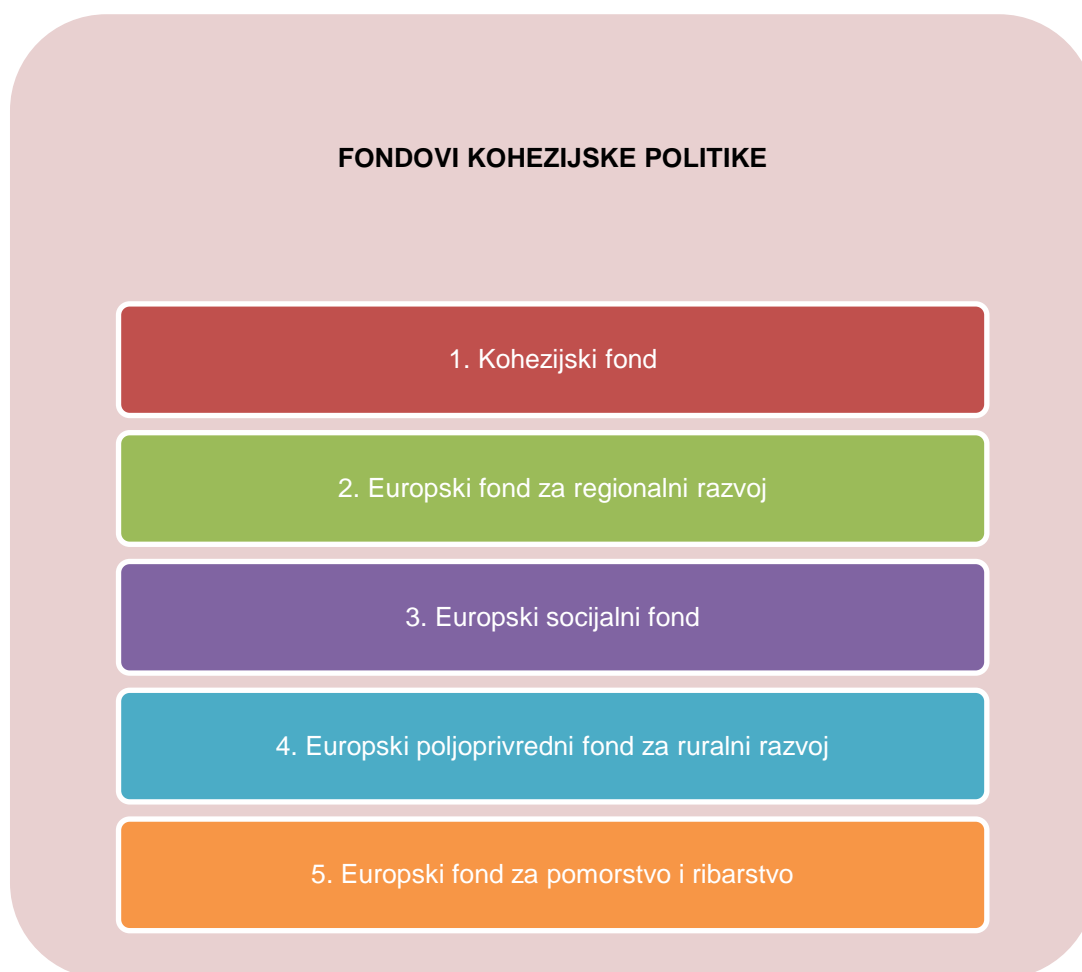 FONDOVI KOHEZIJSKE POLITIKE
1. Kohezijski fond
2. Europski fond za regionalni razvoj
3. Europski socijalni fond
4. Europski poljoprivredni fond za ruralni razvoj
5. Europski fond za pomorstvo i ribarstvo